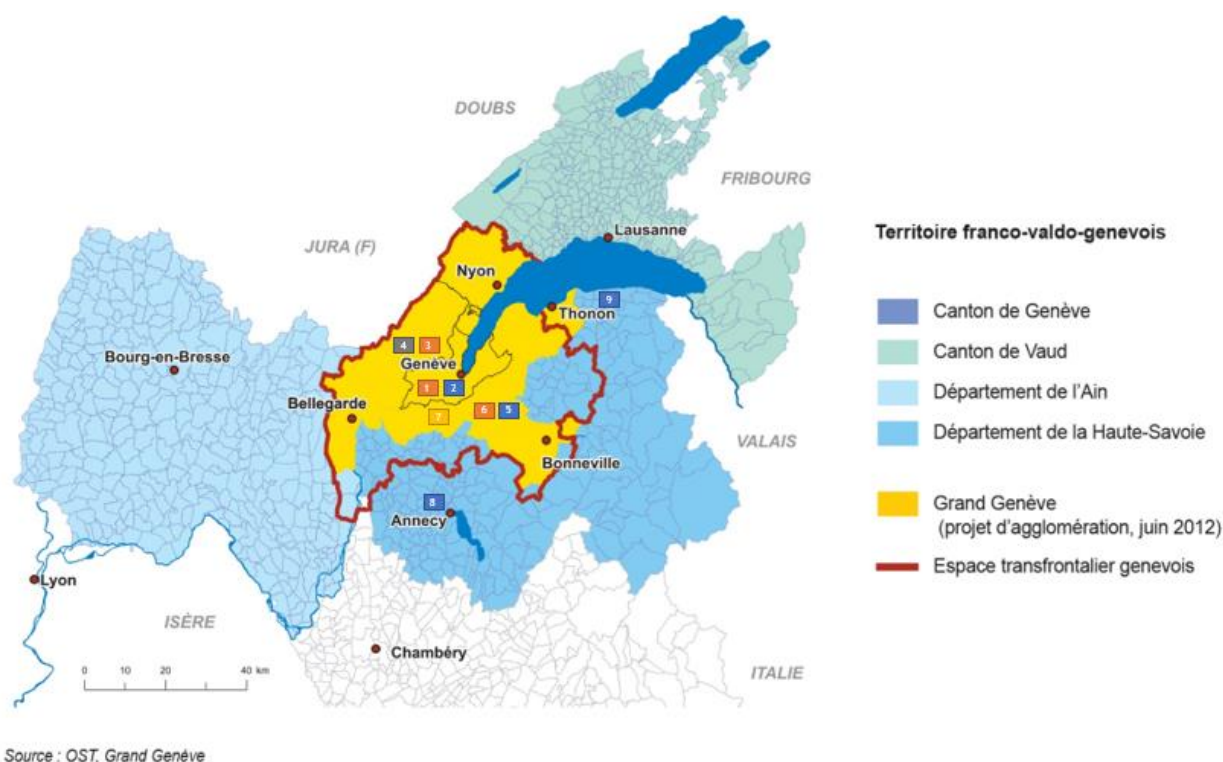 DOUBS
FRIBOURG
Lausanne
JURA (F)
Nyon
9
Thonon
Bourg-en-Bresse
4 3
Genève
1 2
Bellegarde
7 6 5
VALAIS
Bonneville
8
Annecy
Lyon
ISÈRE
Chambéry
0 10 20 40 km
ITALIE
Territoire franco-valdo-genevois
Canton de Genève
Canton de Vaud
Département de l'Ain
Département de la Haute-Savoie
Grand Genève
(projet d'agglomération, juin 2012)
Espace transfrontalier genevois
Source : OST, Grand Genève